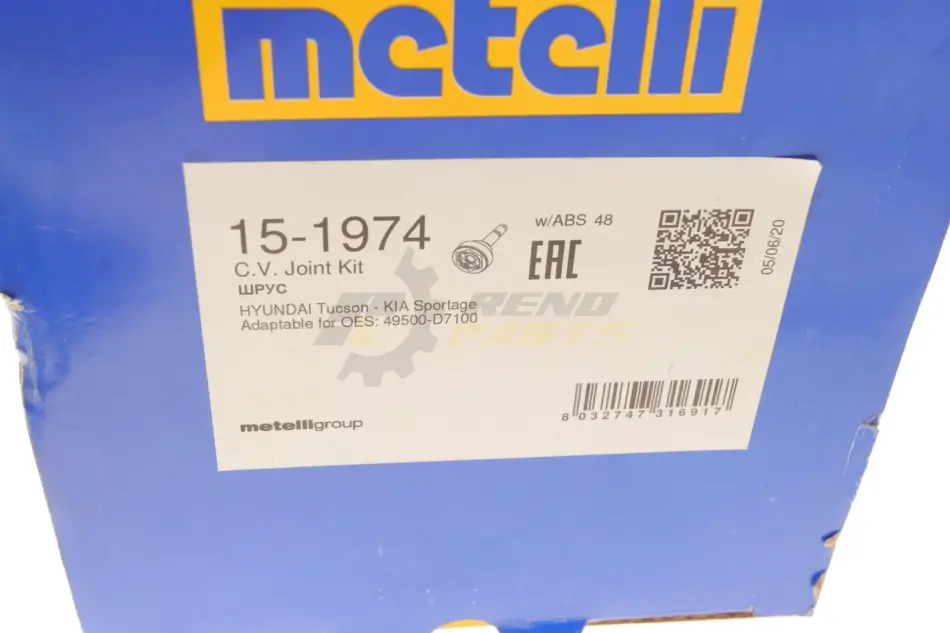 metelli
15-1974
C.V. Joint Kit
ШРУС
HYUNDAI Tucson - KIA Sportage
Adaptable for OES: 49500-D7100
w/ABS 48
EAC
05/06/20
TREND
PARTS
metelligroup
8 032747 316917